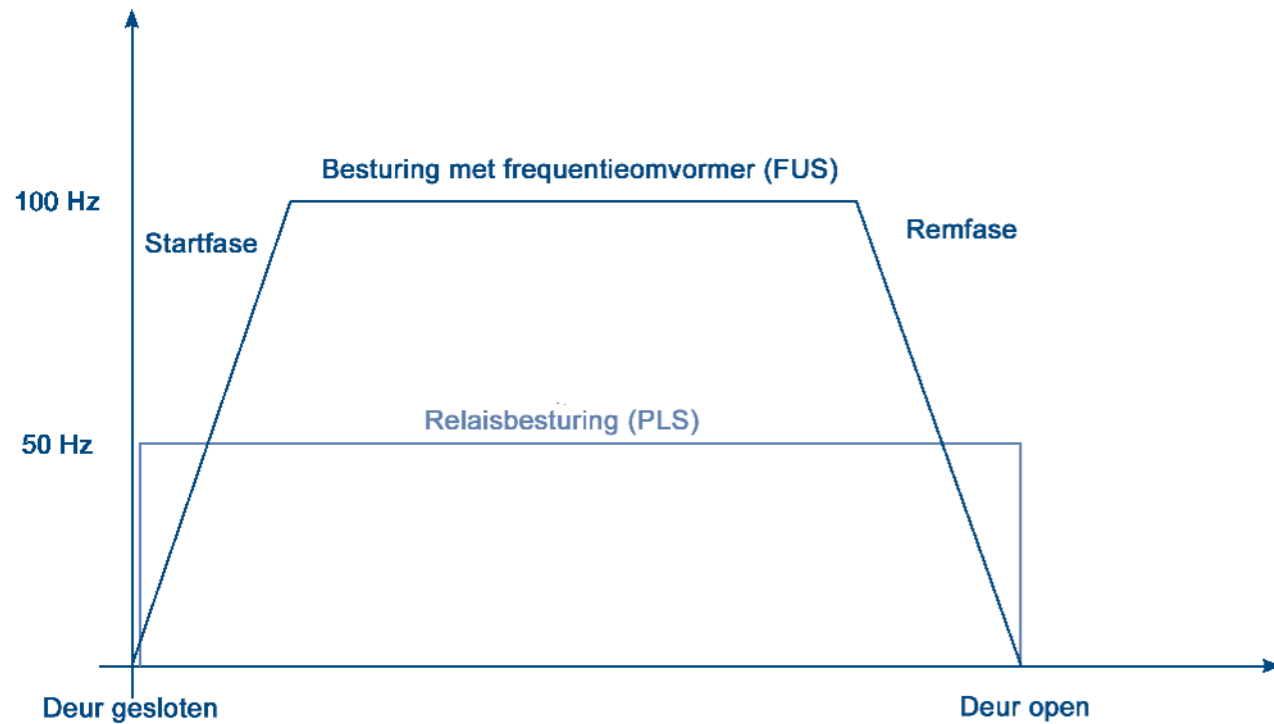 Besturing met frequentieomvormer (FUS)
100 Hz
Startfase
Remfase
Relaisbesturing (PLS)
50 Hz
Deur gesloten
Deur open